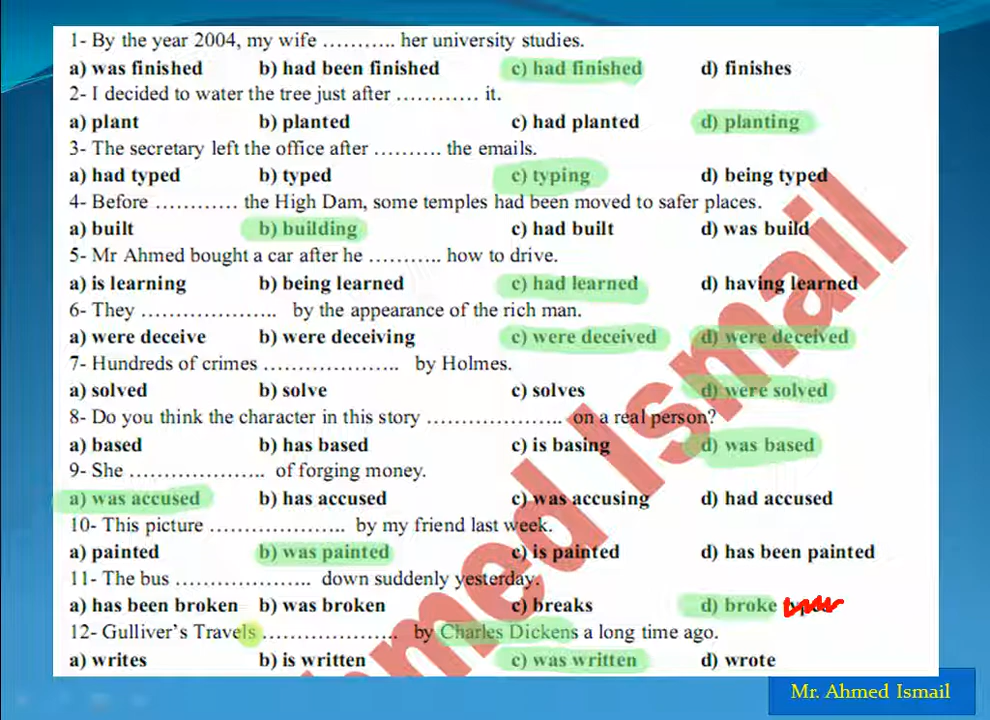 1- By the year 2004, my wife ……….. her university studies.
a) was finished b) had been finished c) had finished d) finishes
2- I decided to water the tree just after ………… it.
a) plant b) planted c) had planted d) planting
3- The secretary left the office after ………. the emails.
a) had typed b) typed c) typing d) being typed
4- Before ………… the High Dam, some temples had been moved to safer places.
a) built b) building c) had built d) was build
5- Mr Ahmed bought a car after he ……….. how to drive.
a) is learning b) being learned c) had learned d) having learned
6- They ………………….. by the appearance of the rich man.
a) were deceive b) were deceiving c) were deceived d) were deceived
7- Hundreds of crimes ……………….. by Holmes.
a) solved b) solve c) solves d) were solved
8- Do you think the character in this story ……………….. on a real person?
a) based b) has based c) is basing d) was based
9- She ……………….. of forging money.
a) was accused b) has accused c) was accusing d) had accused
10- This picture ……………….. by my friend last week.
a) painted b) was painted c) is painted d) has been painted
11- The bus ……………….. down suddenly yesterday.
a) has been broken b) was broken c) breaks d) broke
12- Gulliver's Travels ……………….. by Charles Dickens a long time ago.
a) writes b) is written c) was written d) wrote
hmed Ismail
Mr. Ahmed Ismail